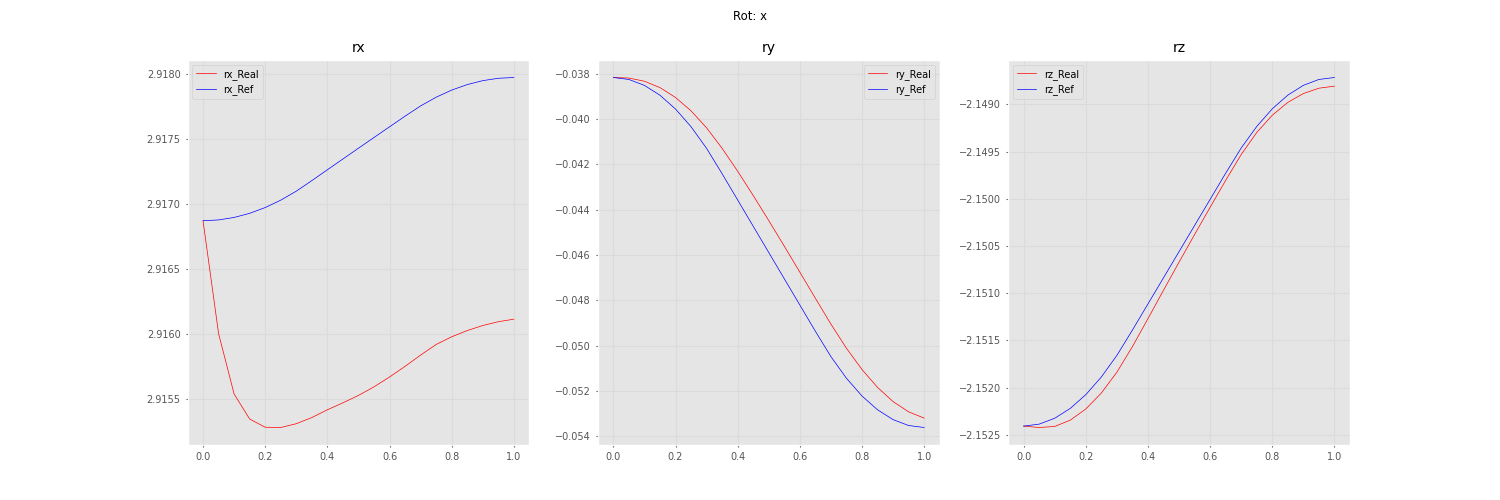 Rot: x
rx
ry
rz
rx_Real
rx_Ref
2.9180
2.9175
2.9170
2.9165
2.9160
2.9155
0.0 0.2 0.4 0.6 0.8 1.0
ry_Real
ry_Ref
−0.038
−0.040
−0.042
−0.044
−0.046
−0.048
−0.050
−0.052
−0.054
0.0 0.2 0.4 0.6 0.8 1.0
rz_Real
rz_Ref
−2.1490
−2.1495
−2.1500
−2.1505
−2.1510
−2.1515
−2.1520
−2.1525
0.0 0.2 0.4 0.6 0.8 1.0